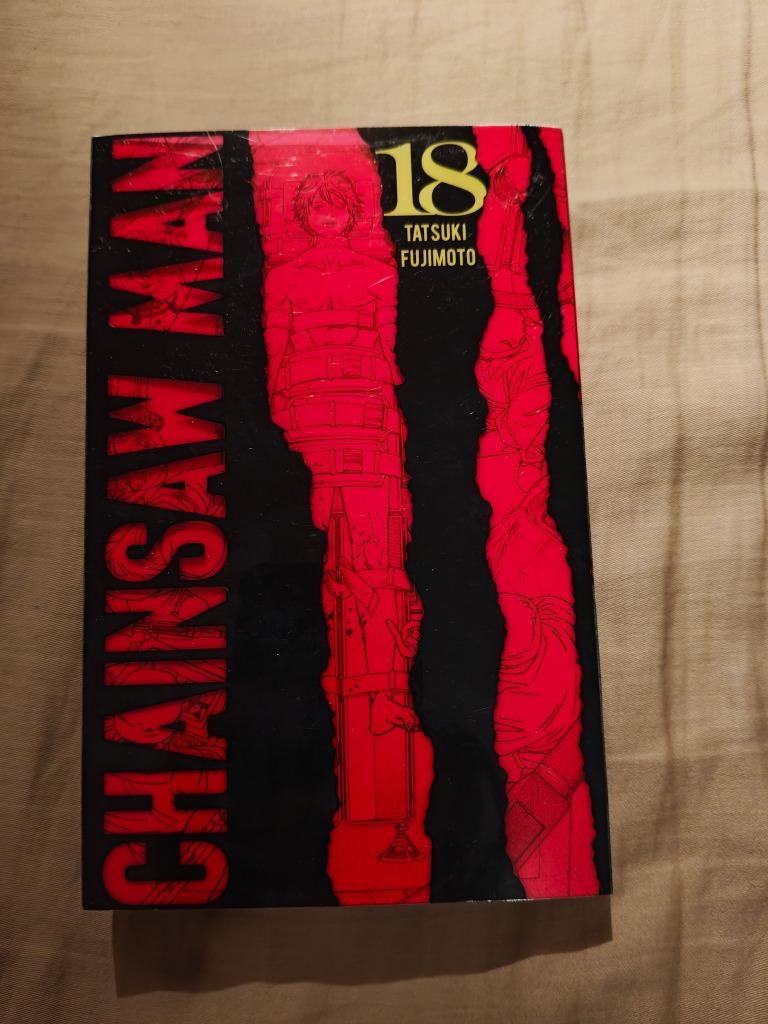 CHAINSAW MAN
18
TATSUKI
FUJIMOTO